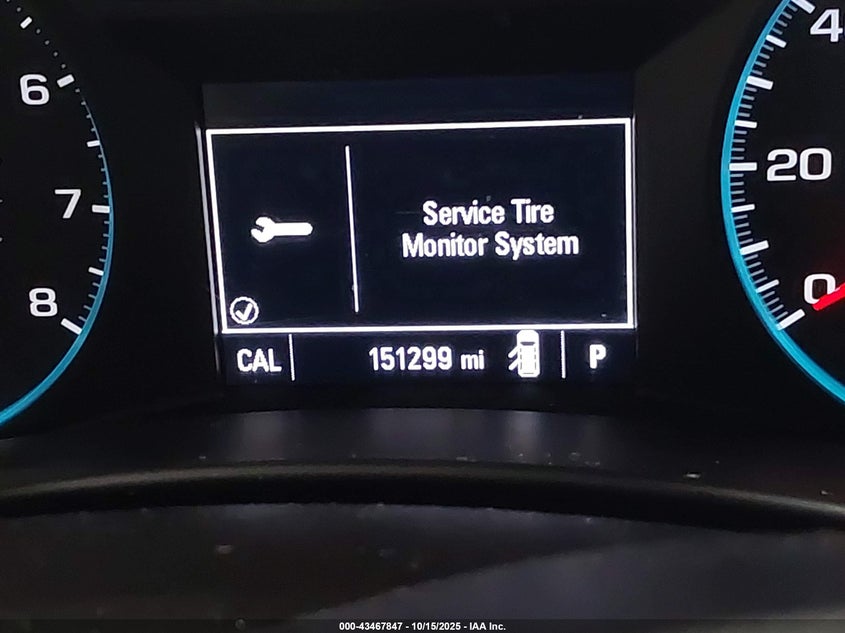 6
7
8
4
20
0
Service Tire
Monitor System
CAL
151299 mi
P
000-43467847 - 10/15/2025 - IAA Inc.